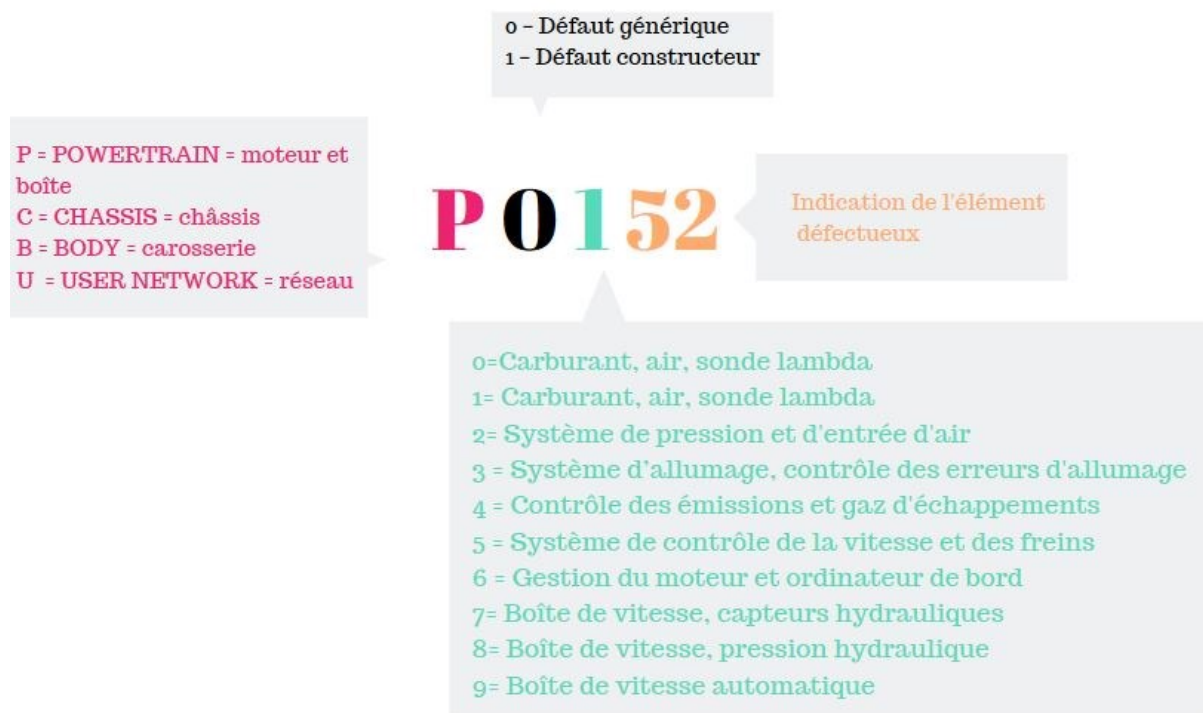 0 – Défaut générique
1 – Défaut constructeur
P = POWERTRAIN = moteur et
boîte
C = CHASSIS = châssis
B = BODY = carosserie
U = USER NETWORK = réseau
P0152
Indication de l'élément
défectueux
0=Carburant, air, sonde lambda
1= Carburant, air, sonde lambda
2= Système de pression et d'entrée d'air
3 = Système d’allumage, contrôle des erreurs d'allumage
4 = Contrôle des émissions et gaz d'échappements
5 = Système de contrôle de la vitesse et des freins
6 = Gestion du moteur et ordinateur de bord
7= Boîte de vitesse, capteurs hydrauliques
8= Boîte de vitesse, pression hydraulique
9= Boîte de vitesse automatique